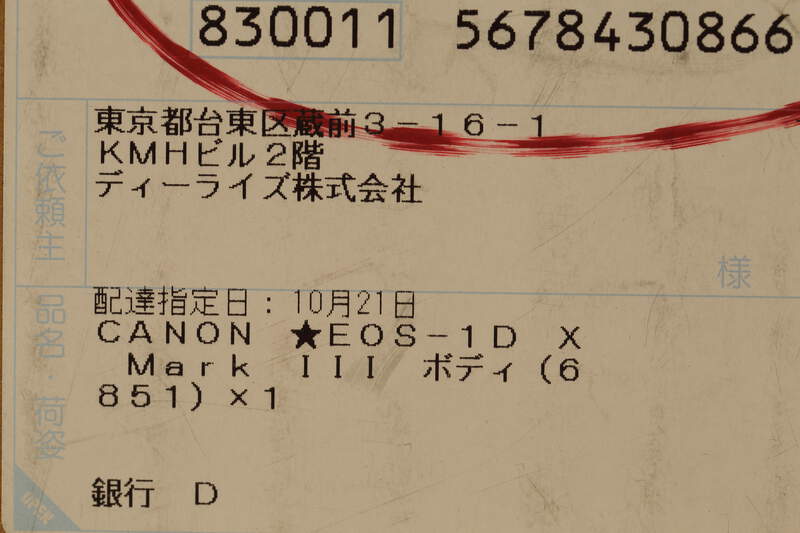 830011 5678430866
ご依頼主
東京都台東区蔵前3-16-1
KMHビル2階
ディーライズ株式会社
様
品名・荷姿
配達指定日：10月21日
CANON ★EOS-1D X
Mark III ボディ(6
851)×1
銀行 D